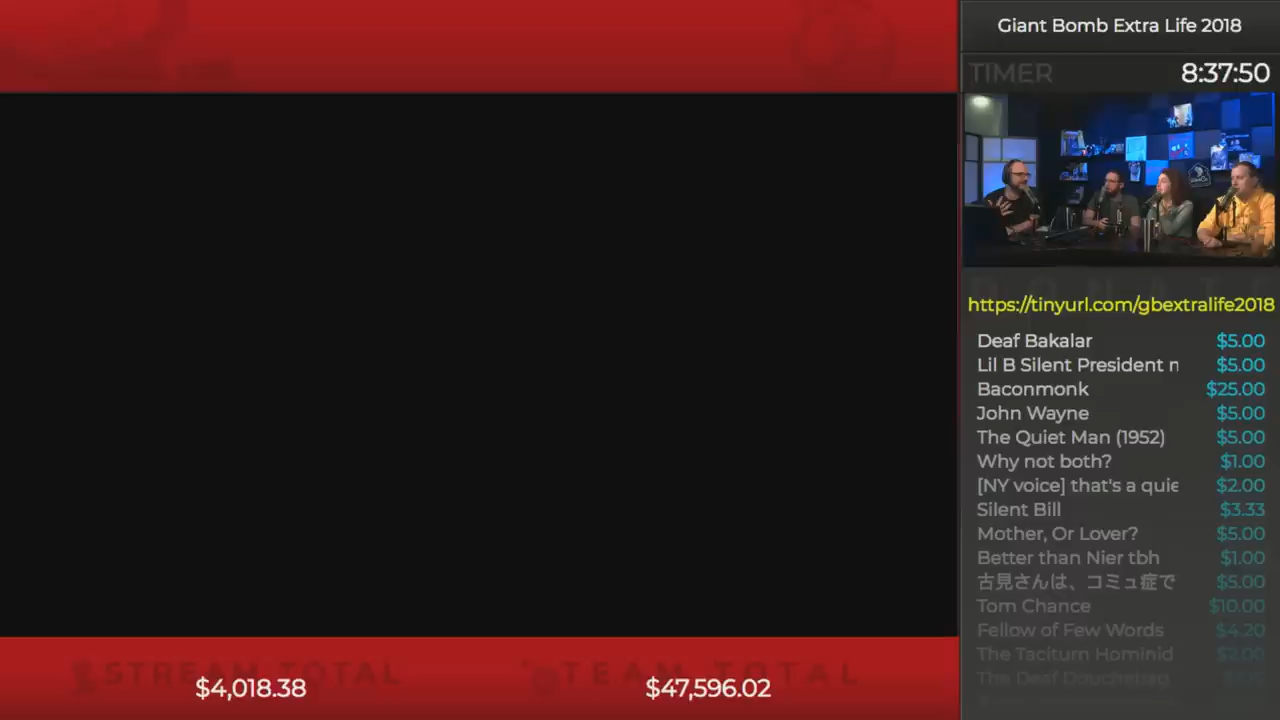 Giant Bomb Extra Life 2018
TIMER
8:37:50
https://tinyurl.com/gbextralife2018
Deaf Bakalar $5.00
Lil B Silent President n $5.00
Baconmonk $25.00
John Wayne $5.00
The Quiet Man (1952) $5.00
Why not both? $1.00
[NY voice] that's a quie $2.00
Silent Bill $3.33
Mother, Or Lover? $5.00
Better than Nier tbh $1.00
古見さんは、コミュ症で $5.00
Tom Chance $10.00
Fellow of Few Words $4.20
The Taciturn Hominid $2.00
The Deaf Douchetoad
STREAM TOTAL
$4,018.38
TEAM TOTAL
$47,596.02